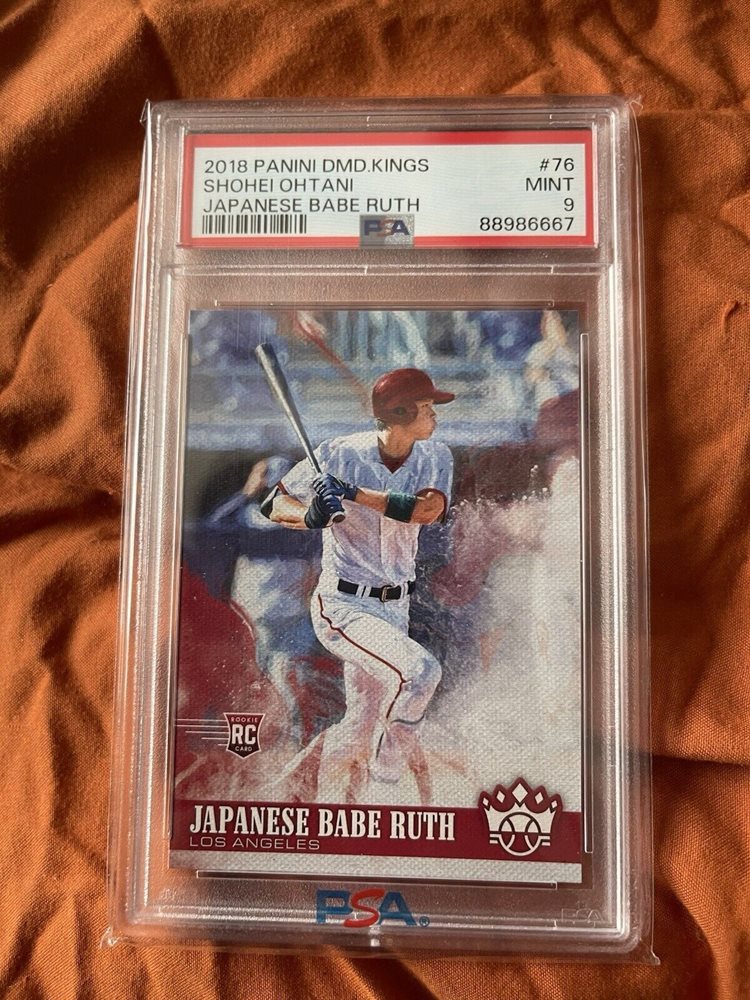 2018 PANINI DMD.KINGS #76
SHOHEI OHTANI MINT
JAPANESE BABE RUTH 9
PSA 88986667
ROOKIE
RC
CARD
JAPANESE BABE RUTH
LOS ANGELES
PSA
PSA